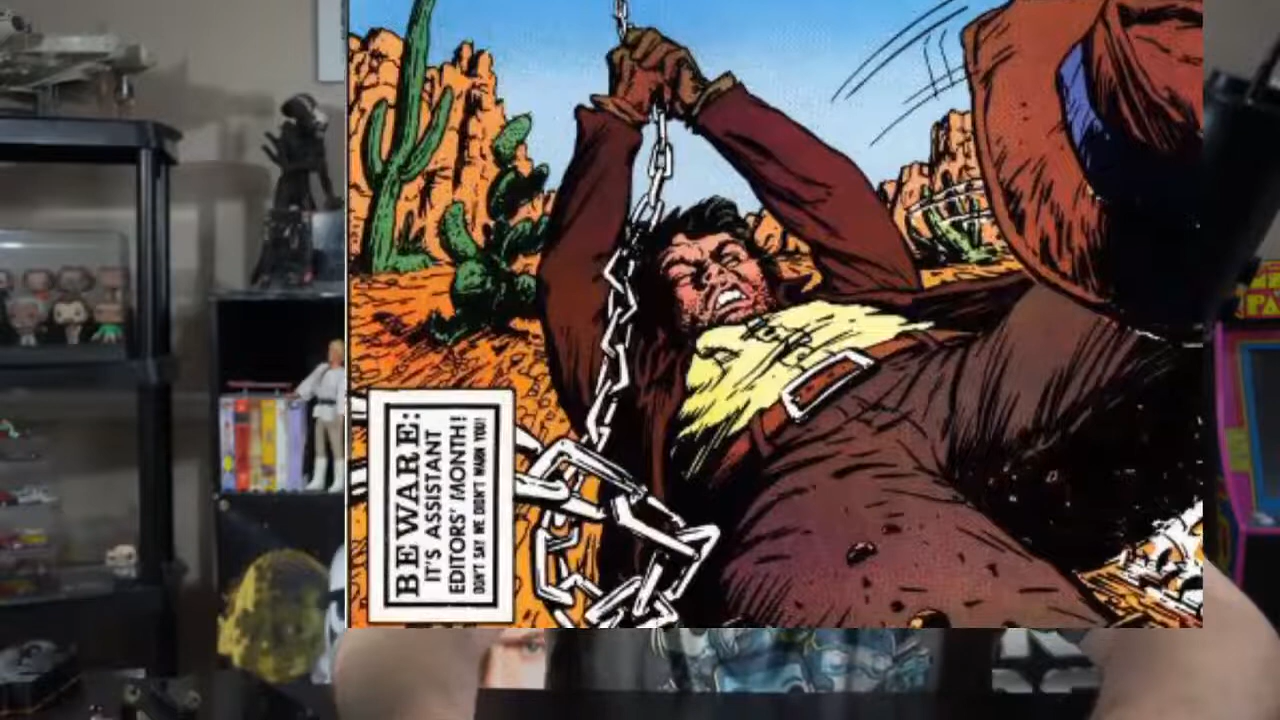 BEWARE:
IT'S ASSISTANT
EDITORS' MONTH!
DON'T SAY WE DIDN'T WARN YOU!